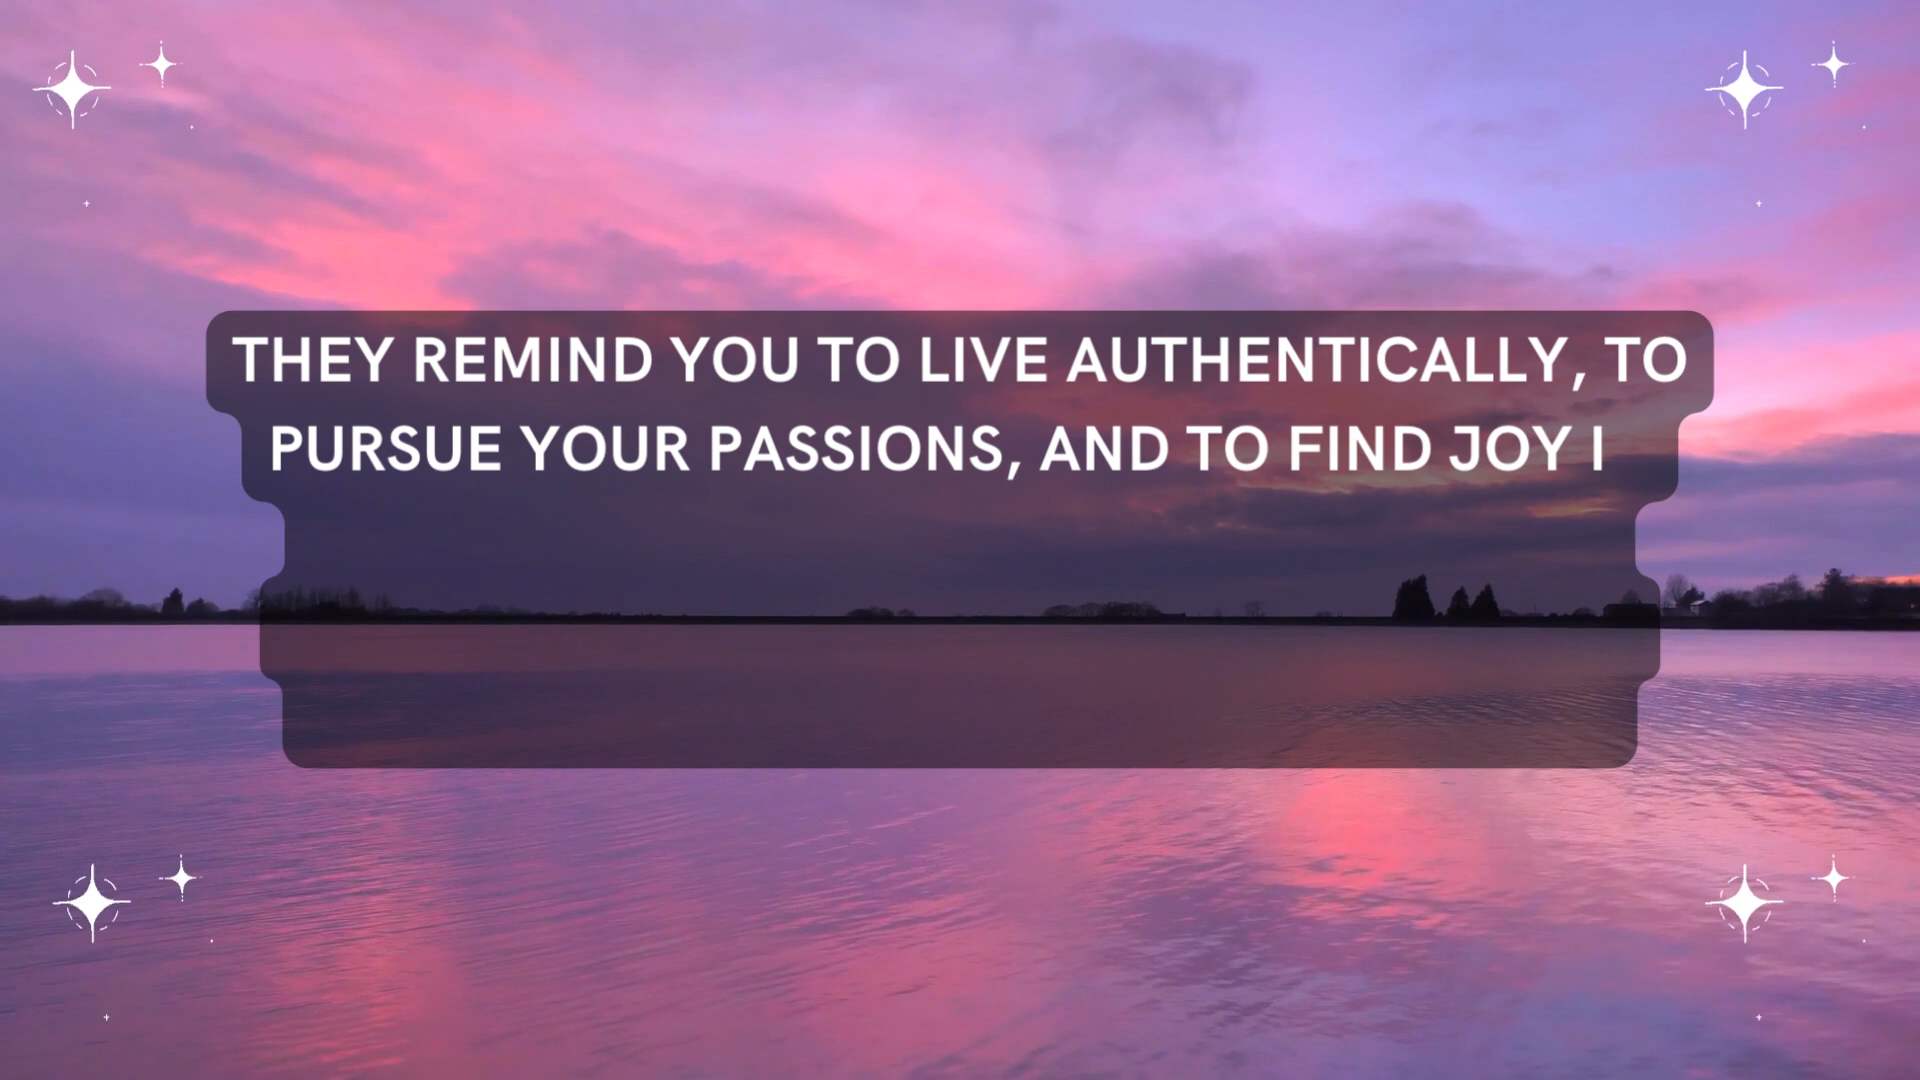 THEY REMIND YOU TO LIVE AUTHENTICALLY, TO
PURSUE YOUR PASSIONS, AND TO FIND JOY I